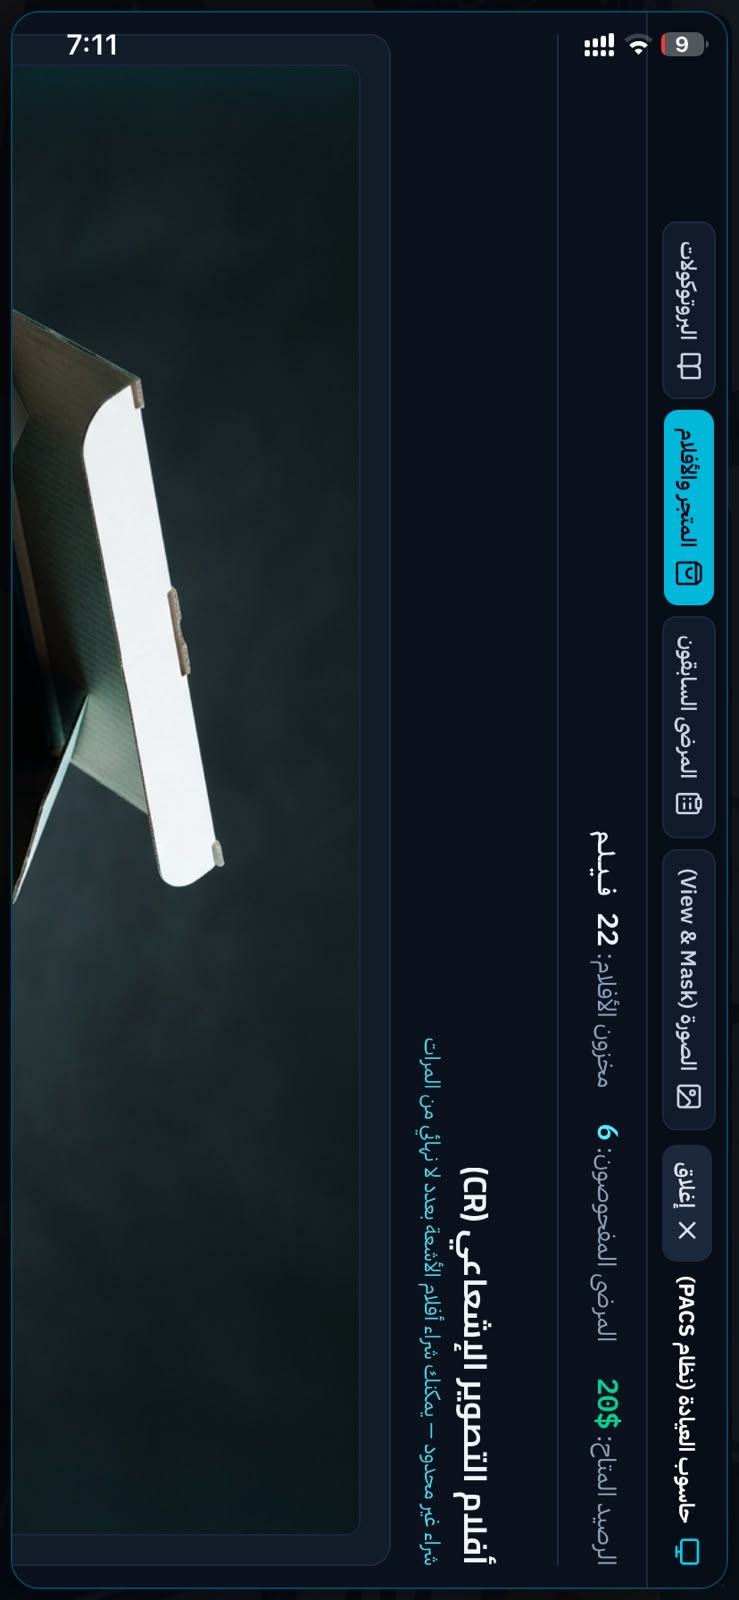 7:11
9
حاسوب العيادة (نظام PACS)
إغلاق
الصورة (View & Mask)
المرضى السابقون
المتجر والأفلام
البروتوكولات
الرصيد المتاح: 20$
المرضى المفحوصون: 6
مخزون الأفلام: 22 فيلم
أفلام التصوير الإشعاعي (CR)
شراء غير محدود — يمكنك شراء أفلام الأشعة بعدد لا نهائي من المرات